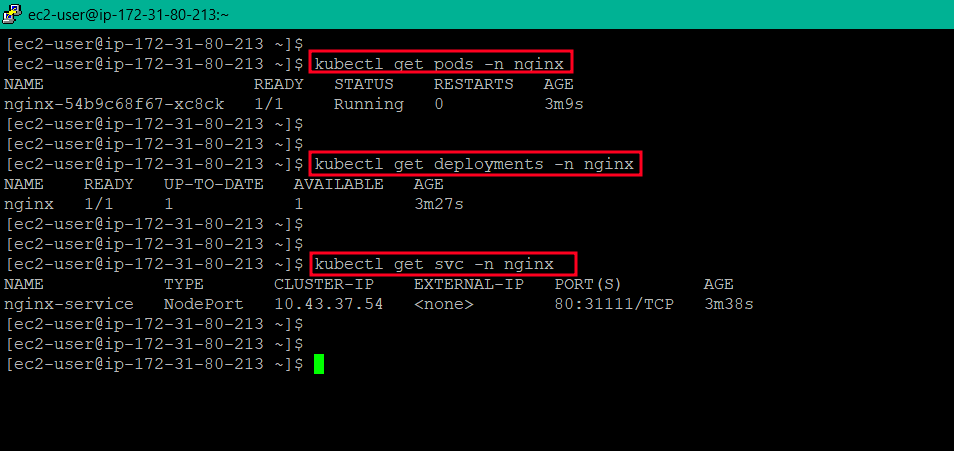 ec2-user@ip-172-31-80-213:~
[ec2-user@ip-172-31-80-213 ~]$
[ec2-user@ip-172-31-80-213 ~]$ kubectl get pods -n nginx
NAME                     READY   STATUS    RESTARTS   AGE
nginx-54b9c68f67-xc8ck   1/1     Running   0          3m9s
[ec2-user@ip-172-31-80-213 ~]$
[ec2-user@ip-172-31-80-213 ~]$
[ec2-user@ip-172-31-80-213 ~]$ kubectl get deployments -n nginx
NAME    READY   UP-TO-DATE   AVAILABLE   AGE
nginx   1/1     1            1           3m27s
[ec2-user@ip-172-31-80-213 ~]$
[ec2-user@ip-172-31-80-213 ~]$
[ec2-user@ip-172-31-80-213 ~]$ kubectl get svc -n nginx
NAME            TYPE       CLUSTER-IP    EXTERNAL-IP   PORT(S)        AGE
nginx-service   NodePort   10.43.37.54   <none>        80:31111/TCP   3m38s
[ec2-user@ip-172-31-80-213 ~]$
[ec2-user@ip-172-31-80-213 ~]$
[ec2-user@ip-172-31-80-213 ~]$